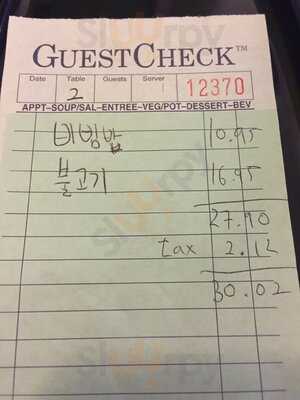 GUESTCHECK™
Date Table Guests Server
2 12370
APPT-SOUP/SAL-ENTREE-VEG/POT-DESSERT-BEV
비빔밥 10.95
불고기 16.95
27.90
tax 2.12
30.02